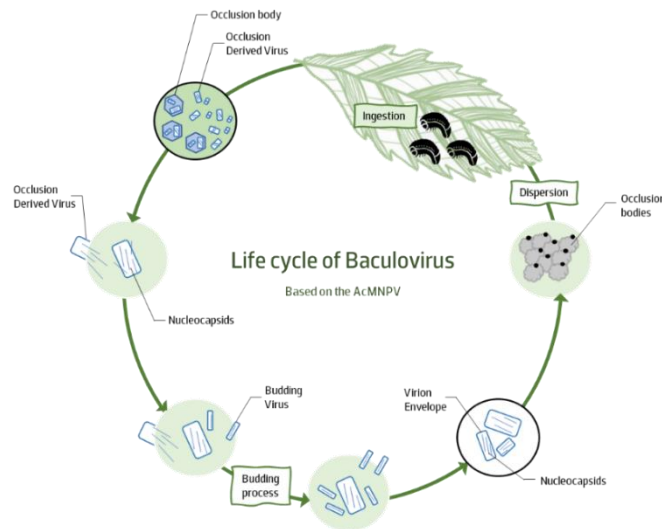 Occlusion body
Occlusion
Derived Virus
Ingestion
Dispersion
Occlusion
bodies
Occlusion
Derived Virus
Nucleocapsids
Life cycle of Baculovirus
Based on the AcMNPV
Budding
Virus
Budding
process
Virion
Envelope
Nucleocapsids